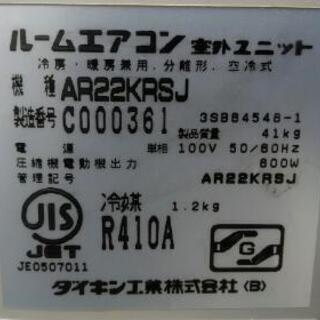 ルームエアコン 室外ユニット
冷房・暖房兼用,分離形,空冷式
機種 AR22KRSJ
製造番号 C000361 3SB64548-1
製品質量 41kg
電源 単相 100V 50/60Hz
圧縮機電動機出力 600W
管理記号 AR22KRSJ
JIS
JET
JE0507011
冷媒 1.2kg
R410A
G
ダイキン工業株式会社 (B)